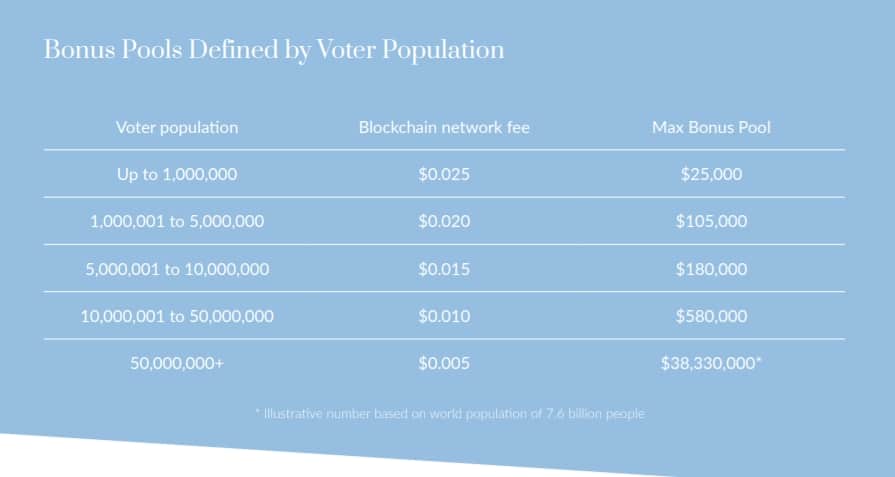 Bonus Pools Defined by Voter Population
Voter population Blockchain network fee Max Bonus Pool
Up to 1,000,000 $0.025 $25,000
1,000,001 to 5,000,000 $0.020 $105,000
5,000,001 to 10,000,000 $0.015 $180,000
10,000,001 to 50,000,000 $0.010 $580,000
50,000,000+ $0.005 $38,330,000*
* Illustrative number based on world population of 7.6 billion people